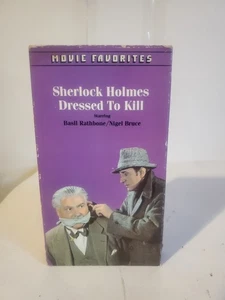 MOVIE FAVORITES
Sherlock Holmes
Dressed To Kill
Starring
Basil Rathbone/Nigel Bruce